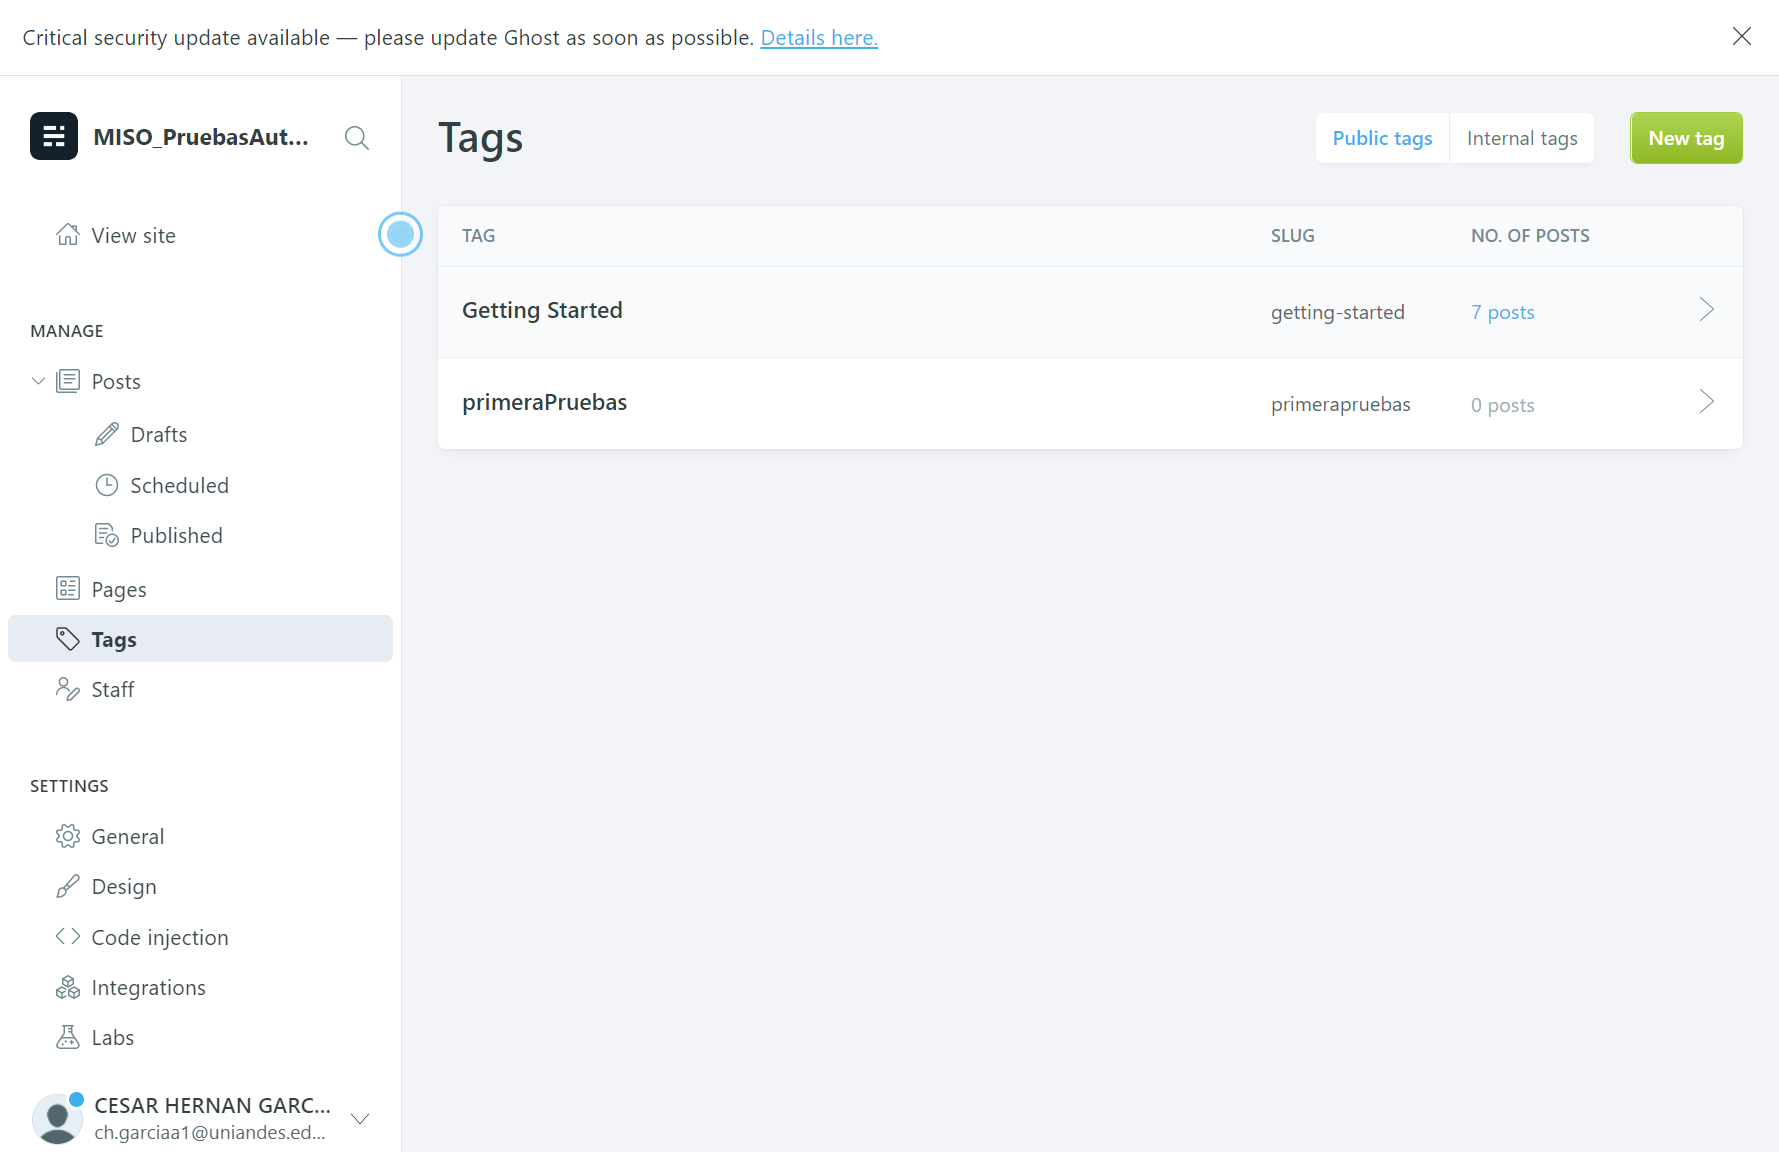 Critical security update available — please update Ghost as soon as possible. Details here.
MISO_PruebasAut...
View site
MANAGE
Posts
Drafts
Scheduled
Published
Pages
Tags
Staff
SETTINGS
General
Design
Code injection
Integrations
Labs
CESAR HERNAN GARC...
ch.garciaa1@uniandes.ed...
Tags
Public tags Internal tags New tag
TAG SLUG NO. OF POSTS
Getting Started getting-started 7 posts
primeraPruebas primerapruebas 0 posts